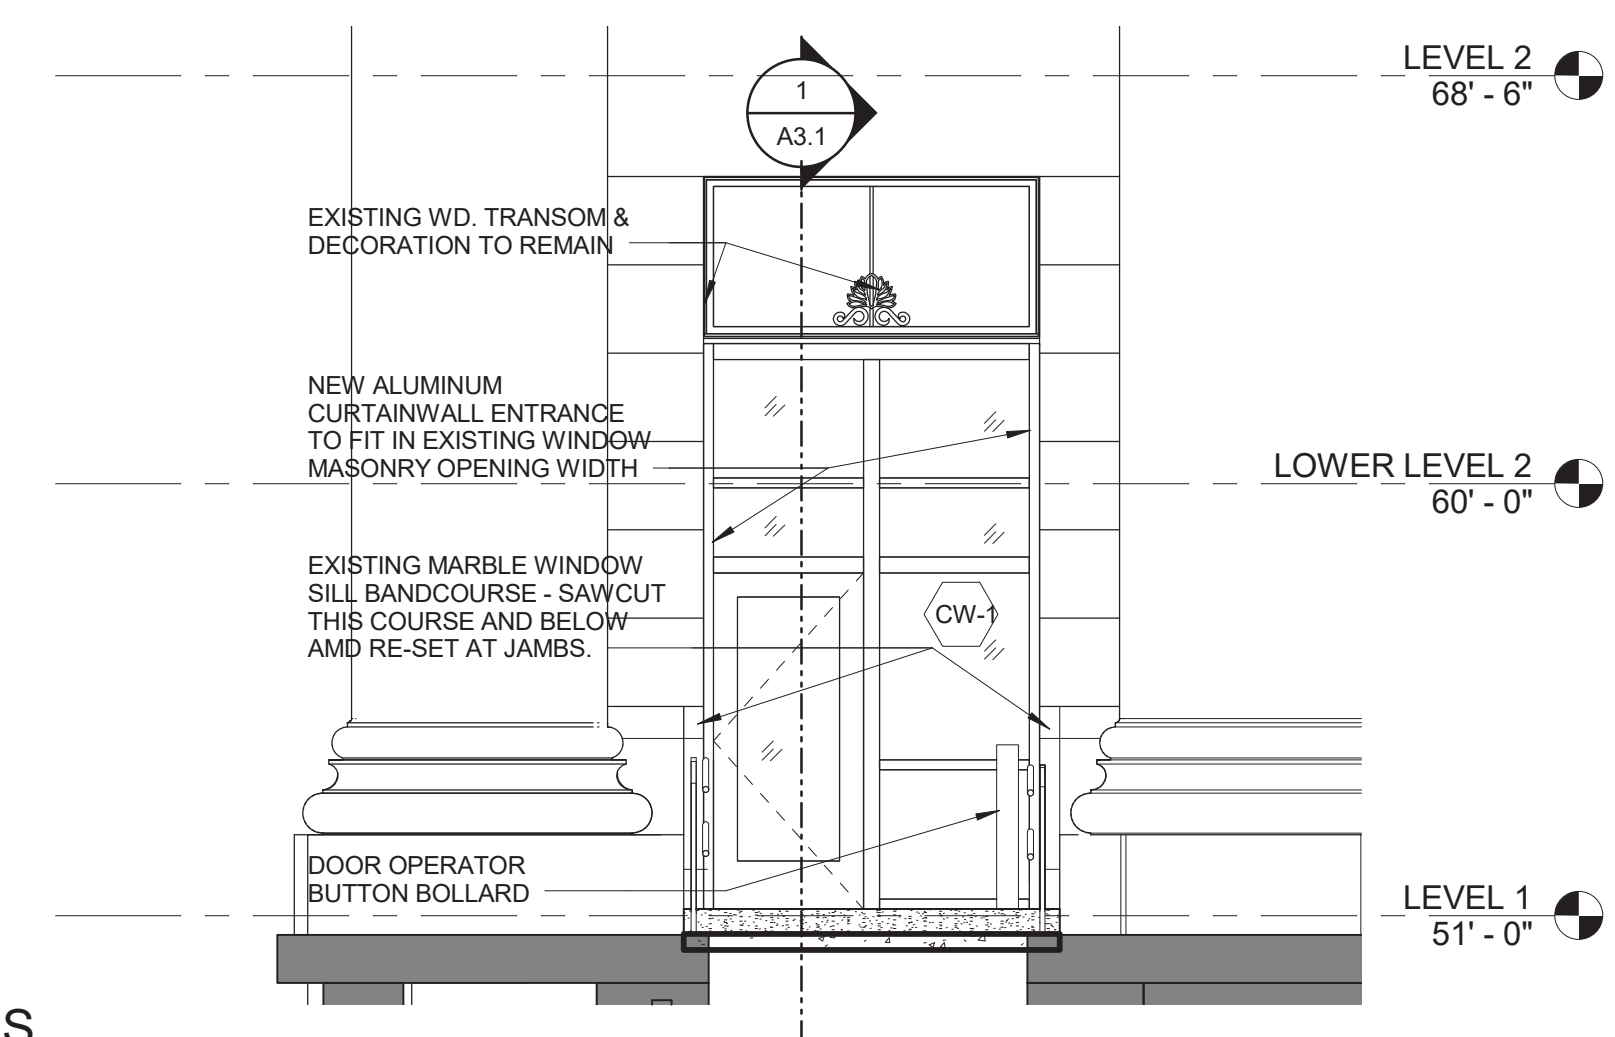 LEVEL 2
68' - 6"
1
A3.1
EXISTING WD. TRANSOM &
DECORATION TO REMAIN
NEW ALUMINUM
CURTAINWALL ENTRANCE
TO FIT IN EXISTING WINDOW
MASONRY OPENING WIDTH
LOWER LEVEL 2
60' - 0"
EXISTING MARBLE WINDOW
SILL BANDCOURSE - SAWCUT
THIS COURSE AND BELOW
AMD RE-SET AT JAMBS.
CW-1
DOOR OPERATOR
BUTTON BOLLARD
LEVEL 1
51' - 0"
S